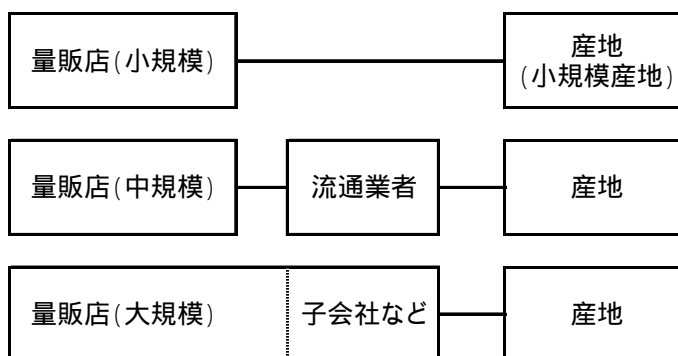 量販店(小規模)
産地
(小規模産地)
量販店(中規模)
流通業者
産地
量販店(大規模)
子会社など
産地